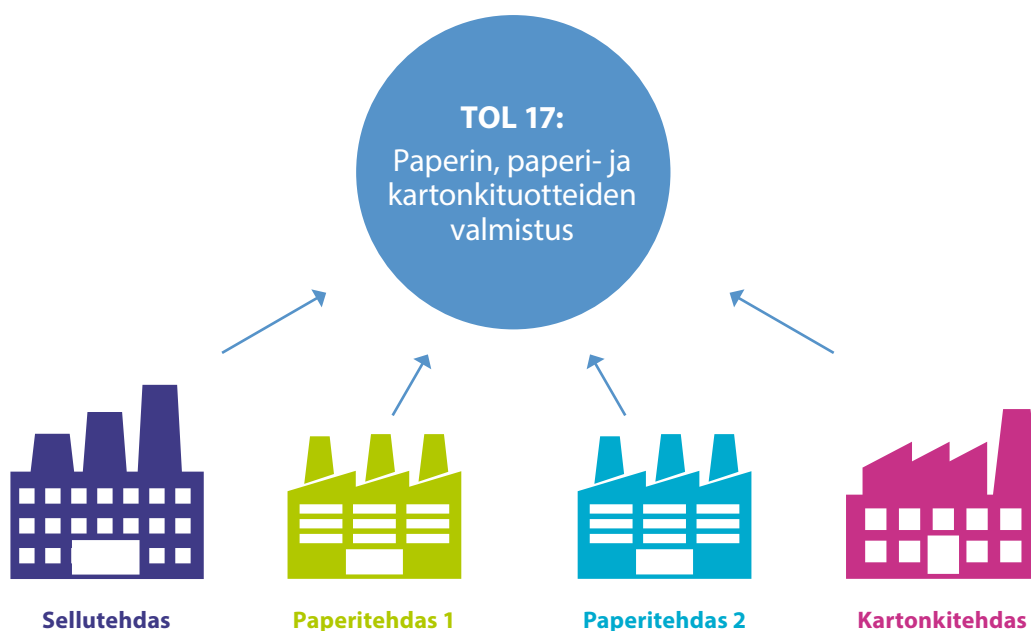 TOL 17:
Paperin, paperi- ja
kartonkituotteiden
valmistus
Sellutehdas
Paperitehdas 1
Paperitehdas 2
Kartonkitehdas